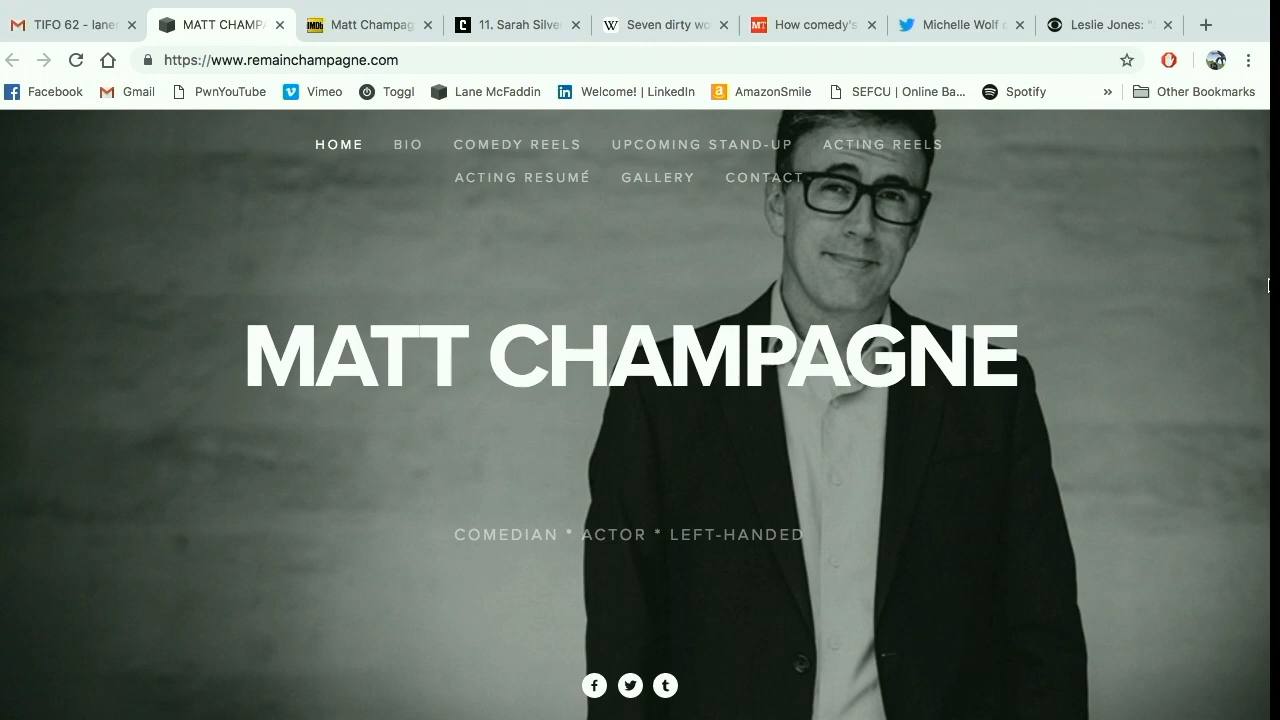 TIFO 62 - lane
MATT CHAMPA
IMDb
Matt Champag
C
11. Sarah Silve
W
Seven dirty wo
MT
How comedy's
Michelle Wolf
Leslie Jones: "
https://www.remainchampagne.com
Facebook
Gmail
PwnYouTube
Vimeo
Toggl
Lane McFaddin
Welcome! | LinkedIn
AmazonSmile
SEFCU | Online Ba...
Spotify
»
Other Bookmarks
HOME BIO COMEDY REELS UPCOMING STAND-UP ACTING REELS
ACTING RESUMÉ GALLERY CONTACT
MATT CHAMPAGNE
COMEDIAN * ACTOR * LEFT-HANDED